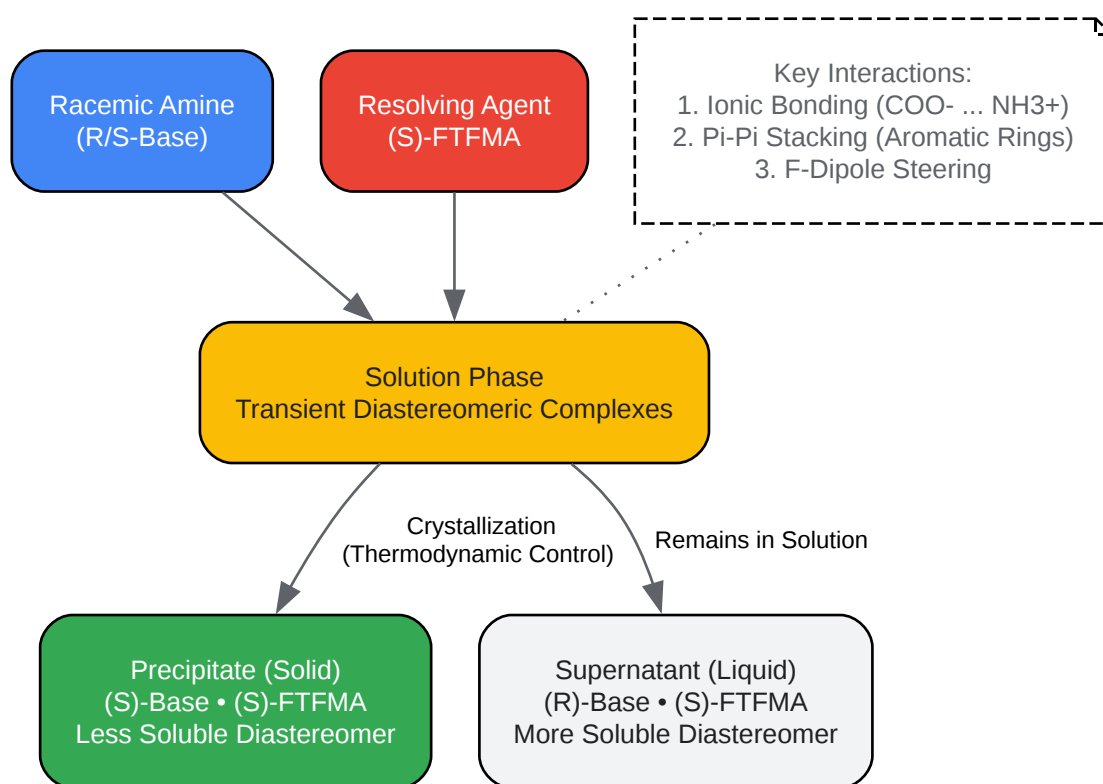 Racemic Amine
(R/S-Base)
Resolving Agent
(S)-FTFMA
Key Interactions:
1. Ionic Bonding (COO- ... NH3+)
2. Pi-Pi Stacking (Aromatic Rings)
3. F-Dipole Steering
Solution Phase
Transient Diastereomeric Complexes
Crystallization
(Thermodynamic Control)
Remains in Solution
Precipitate (Solid)
(S)-Base • (S)-FTFMA
Less Soluble Diastereomer
Supernatant (Liquid)
(R)-Base • (S)-FTFMA
More Soluble Diastereomer